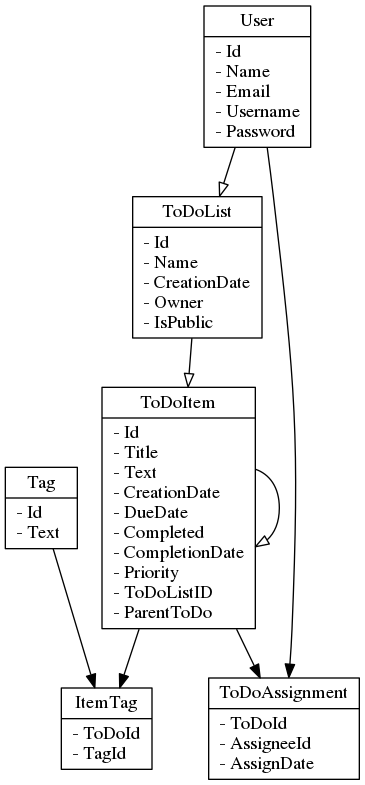 User
- Id
- Name
- Email
- Username
- Password
ToDoList
- Id
- Name
- CreationDate
- Owner
- IsPublic
ToDoItem
- Id
- Title
- Text
- CreationDate
- DueDate
- Completed
- CompletionDate
- Priority
- ToDoListID
- ParentToDo
Tag
- Id
- Text
ItemTag
- ToDoId
- TagId
ToDoAssignment
- ToDoId
- AssigneeId
- AssignDate